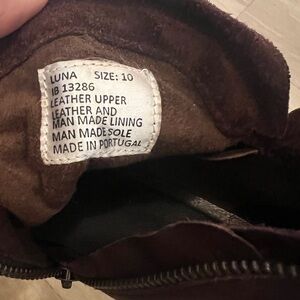 LUNA SIZE: 10
IB 13286
LEATHER UPPER
LEATHER AND
MAN MADE LINING
MAN MADE SOLE
MADE IN PORTUGAL